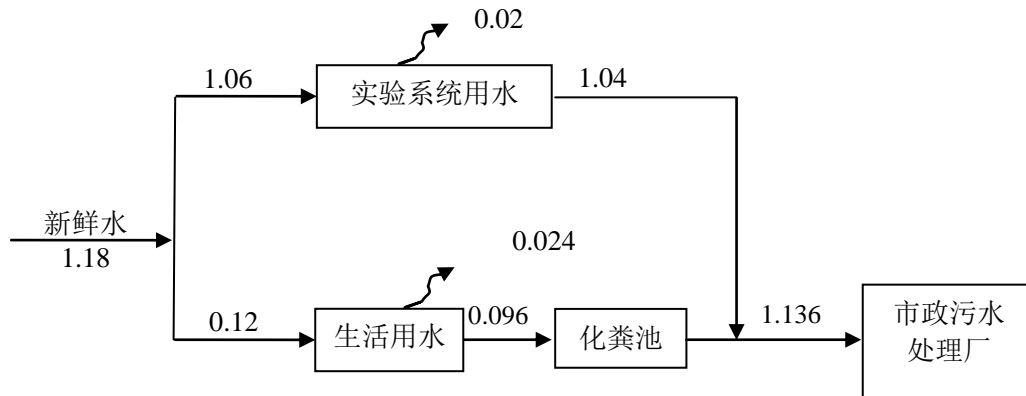 0.02
1.06
实验系统用水
1.04
新鲜水
1.18
0.024
0.12
生活用水
0.096
化粪池
1.136
市政污水
处理厂